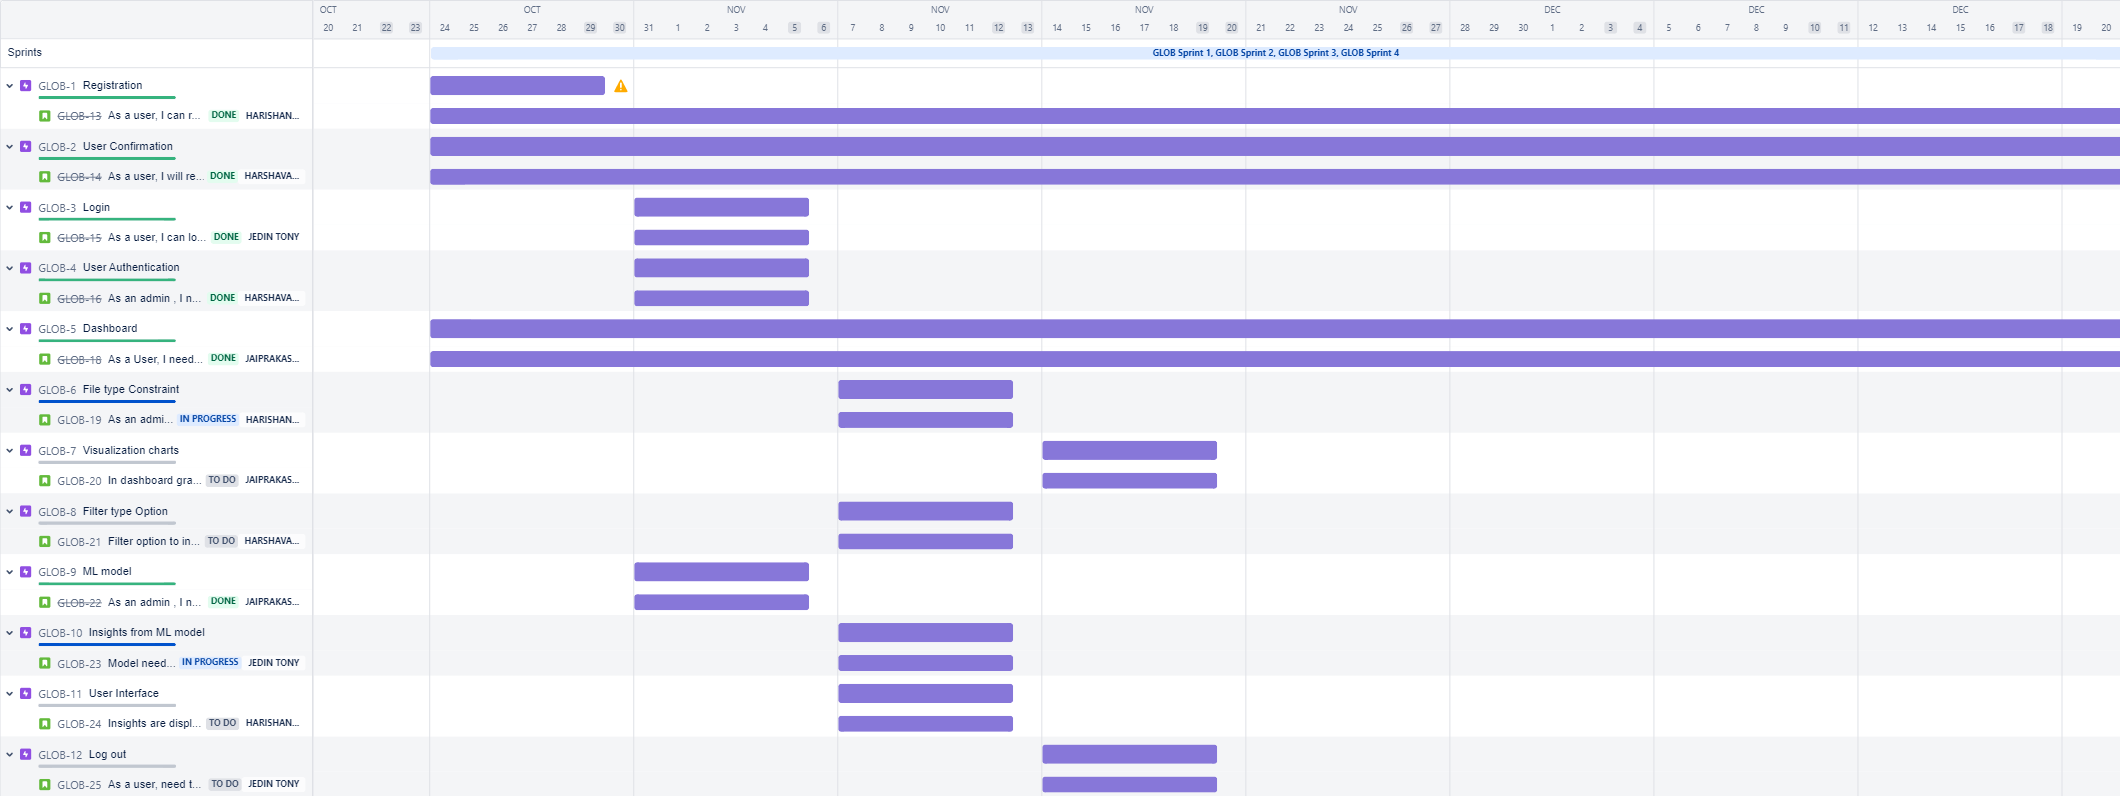 OCT OCT NOV NOV NOV NOV DEC DEC DEC
20 21 22 23 24 25 26 27 28 29 30 31 1 2 3 4 5 6 7 8 9 10 11 12 13 14 15 16 17 18 19 20 21 22 23 24 25 26 27 28 29 30 1 2 3 4 5 6 7 8 9 10 11 12 13 14 15 16 17 18 19 20
Sprints GLOB Sprint 1, GLOB Sprint 2, GLOB Sprint 3, GLOB Sprint 4
GLOB-1 Registration
GLOB-13 As a user, I can r... DONE HARISHAN...
GLOB-2 User Confirmation
GLOB-14 As a user, I will re... DONE HARSHAVA...
GLOB-3 Login
GLOB-15 As a user, I can lo... DONE JEDIN TONY
GLOB-4 User Authentication
GLOB-16 As an admin , I n... DONE HARSHAVA...
GLOB-5 Dashboard
GLOB-18 As a User, I need... DONE JAIPRAKAS...
GLOB-6 File type Constraint
GLOB-19 As an admi... IN PROGRESS HARISHAN...
GLOB-7 Visualization charts
GLOB-20 In dashboard gra... TO DO JAIPRAKAS...
GLOB-8 Filter type Option
GLOB-21 Filter option to in... TO DO HARSHAVA...
GLOB-9 ML model
GLOB-22 As an admin , I n... DONE JAIPRAKAS...
GLOB-10 Insights from ML model
GLOB-23 Model need... IN PROGRESS JEDIN TONY
GLOB-11 User Interface
GLOB-24 Insights are displ... TO DO HARISHAN...
GLOB-12 Log out
GLOB-25 As a user, need t... TO DO JEDIN TONY